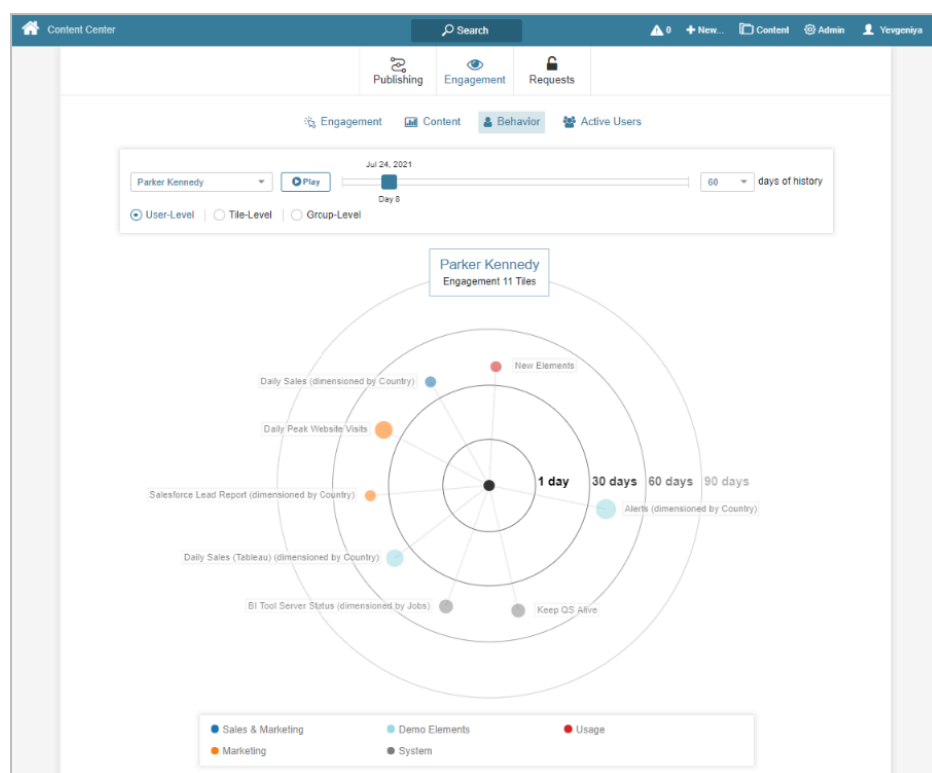 Content Center
Search
0
New...
Content
Admin
Yevgeniya
Publishing
Engagement
Requests
Engagement
Content
Behavior
Active Users
Jul 24, 2021
Parker Kennedy
Play
60
days of history
Day 8
User-Level
Tile-Level
Group-Level
Parker Kennedy
Engagement 11 Tiles
New Elements
Daily Sales (dimensioned by Country)
Daily Peak Website Visits
1 day
30 days
60 days
90 days
Salesforce Lead Report (dimensioned by Country)
Alerts (dimensioned by Country)
Daily Sales (Tableau) (dimensioned by Country)
BI Tool Server Status (dimensioned by Jobs)
Keep QS Alive
Sales & Marketing
Demo Elements
Usage
Marketing
System